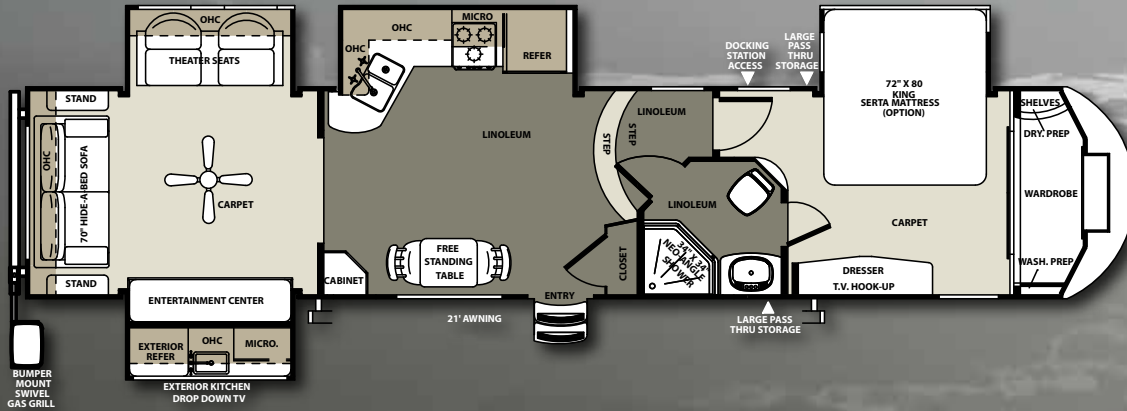 OHC
THEATER SEATS
STAND
OHC
70" HIDE-A-BED SOFA
STAND
CARPET
ENTERTAINMENT CENTER
EXTERIOR
REFER
OHC
MICRO.
EXTERIOR KITCHEN
DROP DOWN TV
BUMPER
MOUNT
SWIVEL
GAS GRILL
OHC
OHC
MICRO
REFER
LINOLEUM
CABINET
FREE
STANDING
TABLE
21' AWNING
ENTRY
CLOSET
STEP
STEP
LINOLEUM
LINOLEUM
34" X 34"
NEO-ANGLE
SHOWER
DOCKING
STATION
ACCESS
LARGE
PASS
THRU
STORAGE
LARGE PASS
THRU STORAGE
72" X 80
KING
SERTA MATTRESS
(OPTION)
CARPET
DRESSER
T.V. HOOK-UP
SHELVES
DRY. PREP
WARDROBE
WASH. PREP